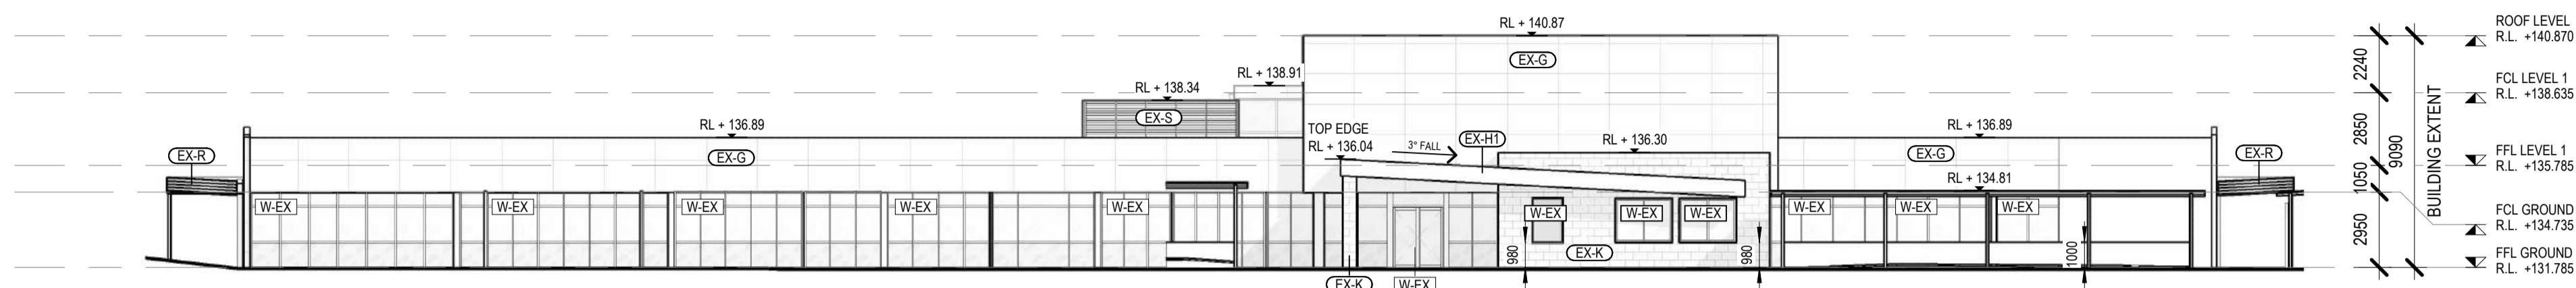 RL + 140.87
ROOF LEVEL
R.L. +140.870
EX-G
2240
RL + 138.91
FCL LEVEL 1
R.L. +138.635
RL + 138.34
EX-S
RL + 136.89
TOP EDGE
RL + 136.04
3° FALL
EX-H1
RL + 136.30
RL + 136.89
2850
9090
BUILDING EXTENT
EX-R
EX-G
EX-G
EX-R
FFL LEVEL 1
R.L. +135.785
RL + 134.81
1050
W-EX
W-EX
W-EX
W-EX
W-EX
W-EX
W-EX
W-EX
W-EX
W-EX
W-EX
FCL GROUND
R.L. +134.735
2950
980
EX-K
980
1000
FFL GROUND
R.L. +131.785
EX-K
W-EX